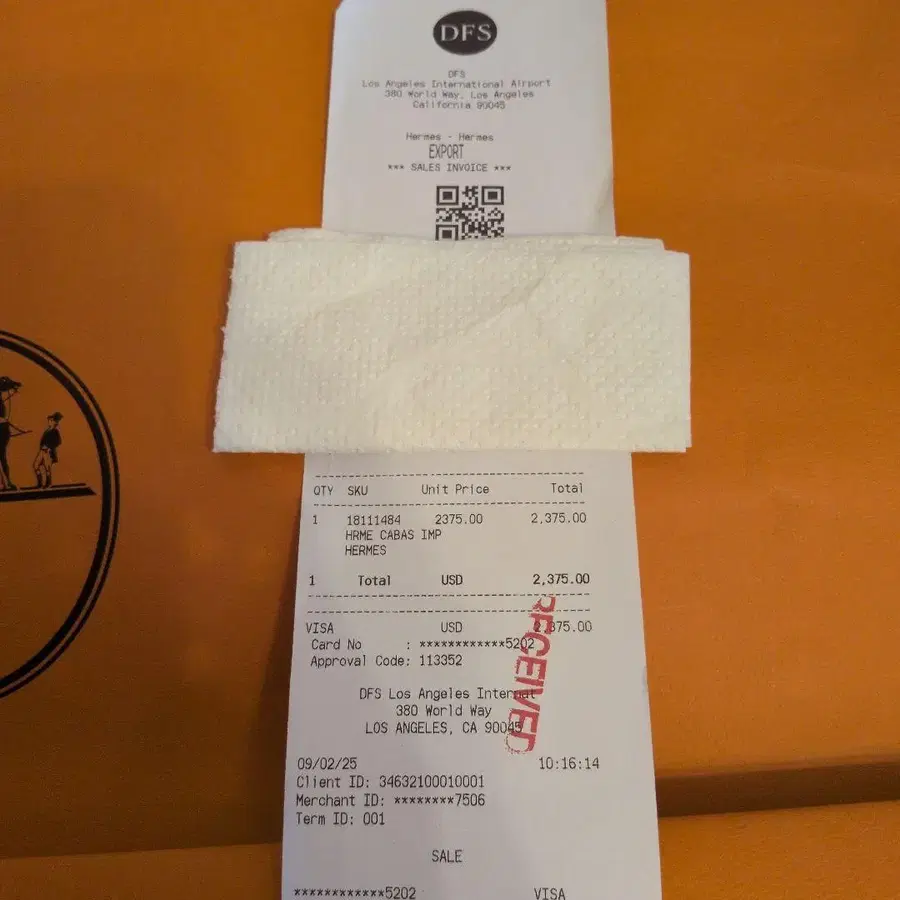 DFS
DFS
Los Angeles International Airport
380 World Way, Los Angeles
California 90045
Hermes - Hermes
EXPORT
*** SALES INVOICE ***
QTY SKU Unit Price Total
1 18111484 2375.00 2,375.00
HRME CABAS IMP
HERMES
1 Total USD 2,375.00
VISA USD 2,375.00
Card No : ************5202
Approval Code: 113352
RECEIVED
DFS Los Angeles Internat
380 World Way
LOS ANGELES, CA 90045
09/02/25 10:16:14
Client ID: 34632100010001
Merchant ID: ********7506
Term ID: 001
SALE
************5202 VISA